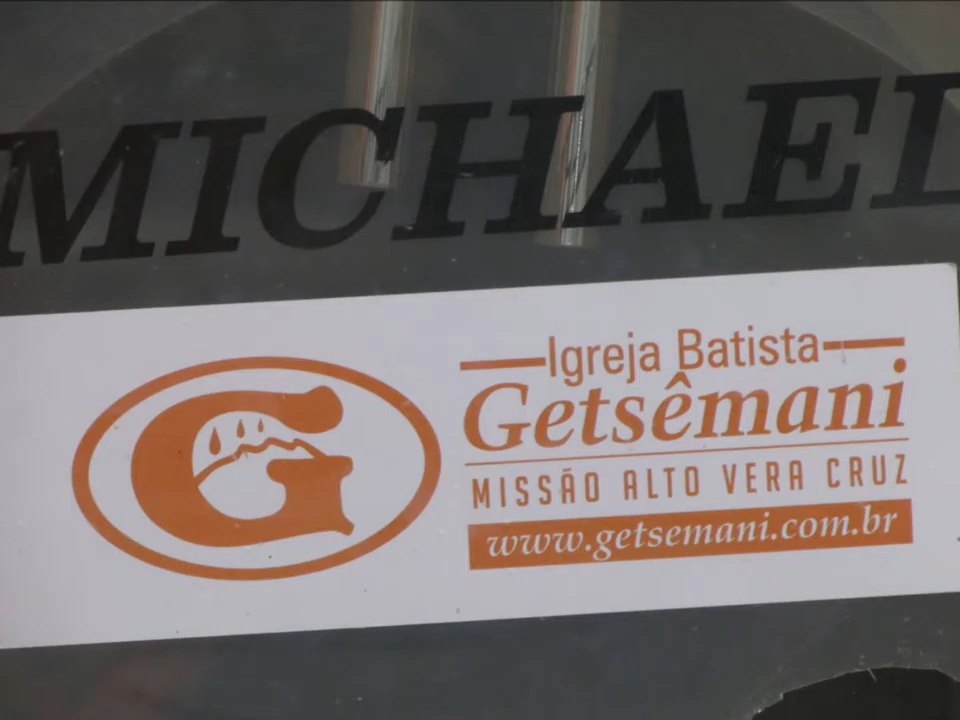 MICHAEL
G
Igreja Batista
Getsêmani
MISSÃO ALTO VERA CRUZ
www.getsemani.com.br